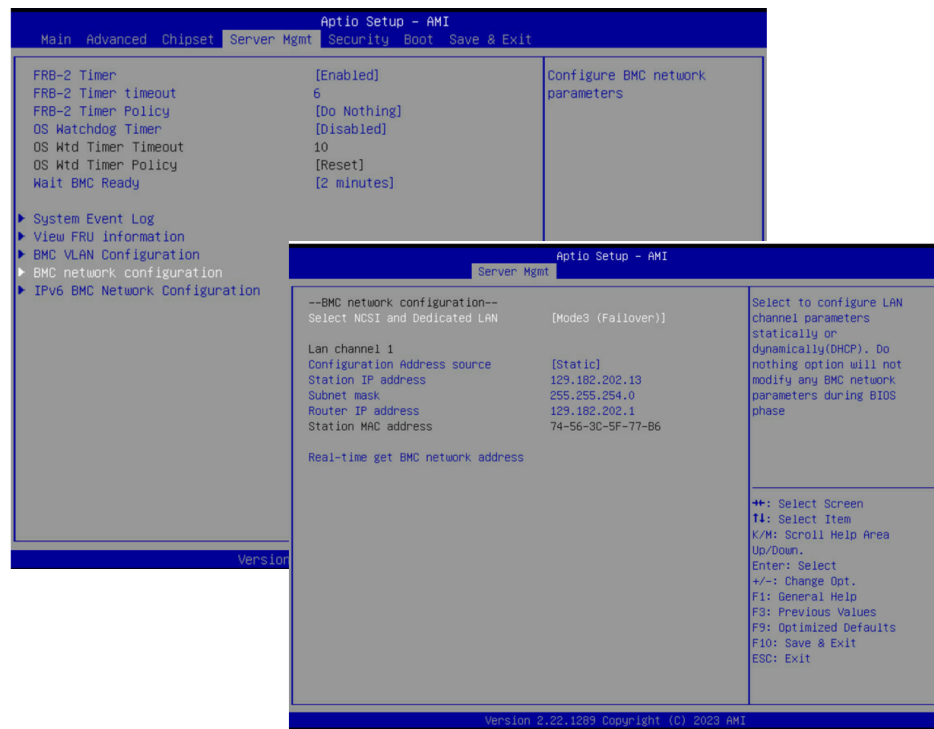 Aptio Setup – AMI
Main Advanced Chipset Server Mgmt Security Boot Save & Exit
FRB-2 Timer [Enabled]
FRB-2 Timer timeout 6
FRB-2 Timer Policy [Do Nothing]
OS Watchdog Timer [Disabled]
OS Wtd Timer Timeout 10
OS Wtd Timer Policy [Reset]
Wait BMC Ready [2 minutes]
System Event Log
View FRU information
BMC VLAN Configuration
BMC network configuration
IPv6 BMC Network Configuration
Configure BMC network
parameters
Version
Aptio Setup – AMI
Server Mgmt
--BMC network configuration--
Select NCSI and Dedicated LAN [Mode3 (Failover)]
Lan channel 1
Configuration Address source [Static]
Station IP address 129.182.202.13
Subnet mask 255.255.254.0
Router IP address 129.182.202.1
Station MAC address 74-56-3C-5F-77-B6
Real-time get BMC network address
Select to configure LAN
channel parameters
statically or
dynamically(DHCP). Do
nothing option will not
modify any BMC network
parameters during BIOS
phase
→←: Select Screen
↑↓: Select Item
K/M: Scroll Help Area
Up/Down.
Enter: Select
+/-: Change Opt.
F1: General Help
F3: Previous Values
F9: Optimized Defaults
F10: Save & Exit
ESC: Exit
Version 2.22.1289 Copyright (C) 2023 AMI